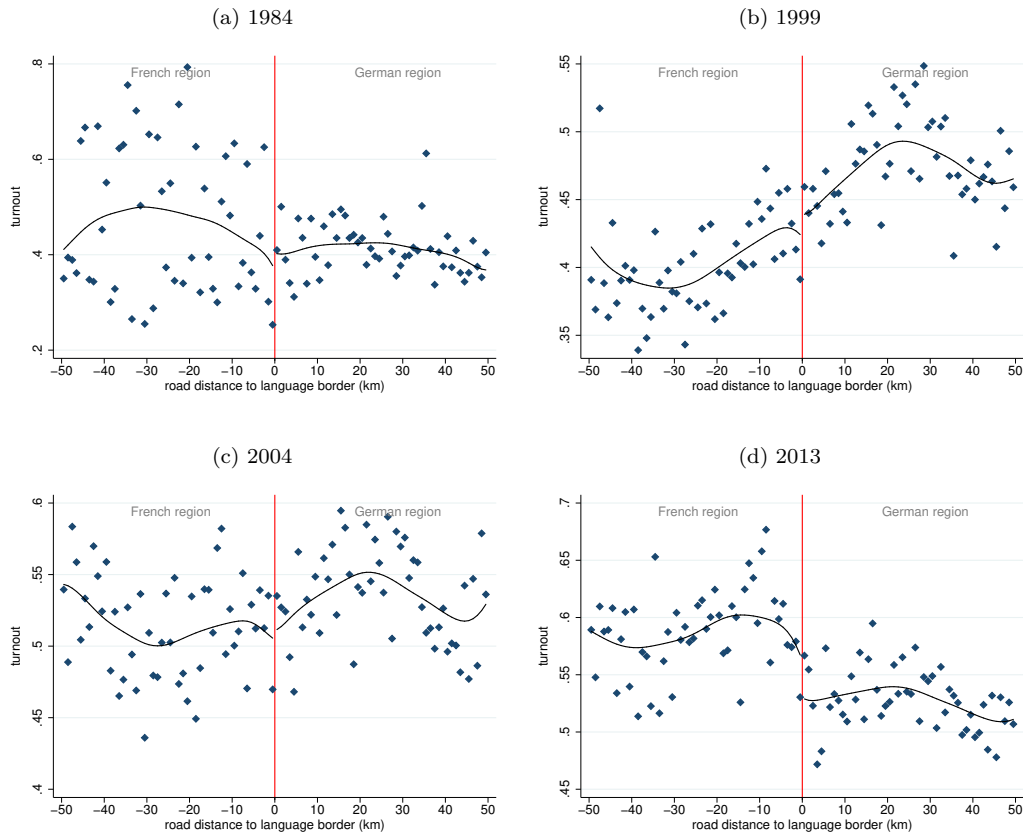 (a) 1984
(b) 1999
.8
.6
.4
.2
turnout
French region
German region
−50 −40 −30 −20 −10 0 10 20 30 40 50
road distance to language border (km)
.55
.5
.45
.4
.35
turnout
French region
German region
−50 −40 −30 −20 −10 0 10 20 30 40 50
road distance to language border (km)
(c) 2004
(d) 2013
.6
.55
.5
.45
.4
turnout
French region
German region
−50 −40 −30 −20 −10 0 10 20 30 40 50
road distance to language border (km)
.7
.65
.6
.55
.5
.45
turnout
French region
German region
−50 −40 −30 −20 −10 0 10 20 30 40 50
road distance to language border (km)